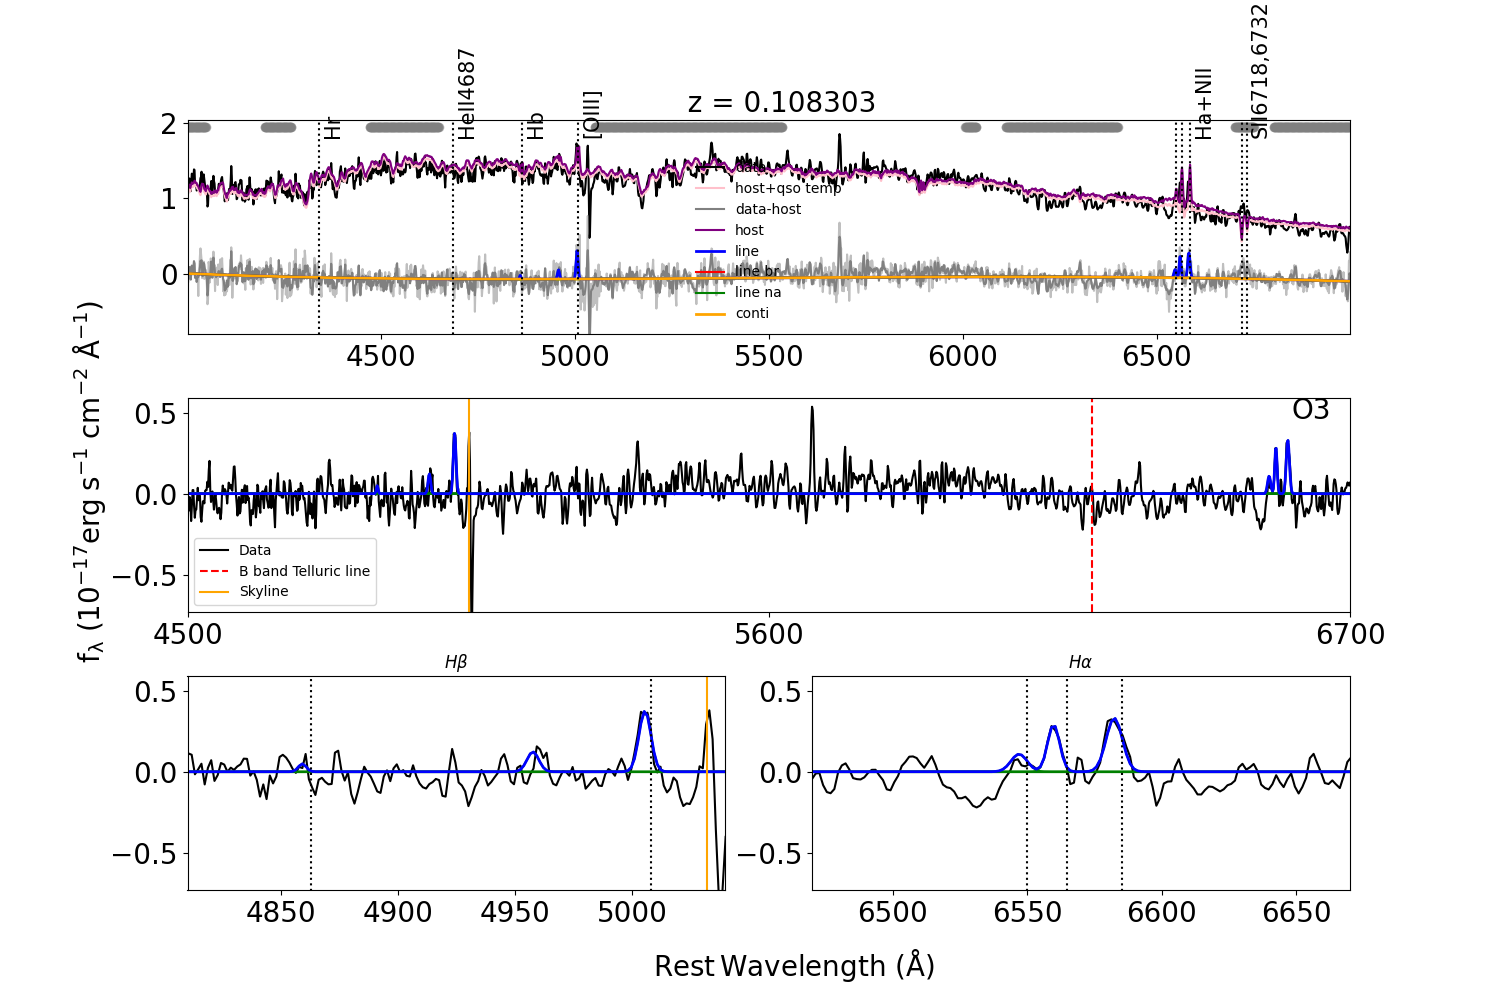 z = 0.108303
Hr
HeII4687
Hb
[OIII]
Ha+NII
SII6718,6732
2
1
0
data
host+qso temp
data-host
host
line
line br
line na
conti
4500 5000 5500 6000 6500
O3
0.5
0.0
−0.5
Data
B band Telluric line
Skyline
4500 5600 6700
fλ (10⁻¹⁷erg s⁻¹ cm⁻² Å⁻¹)
Hβ
0.5
0.0
−0.5
4850 4900 4950 5000
Hα
0.5
0.0
−0.5
6500 6550 6600 6650
Rest Wavelength (Å)